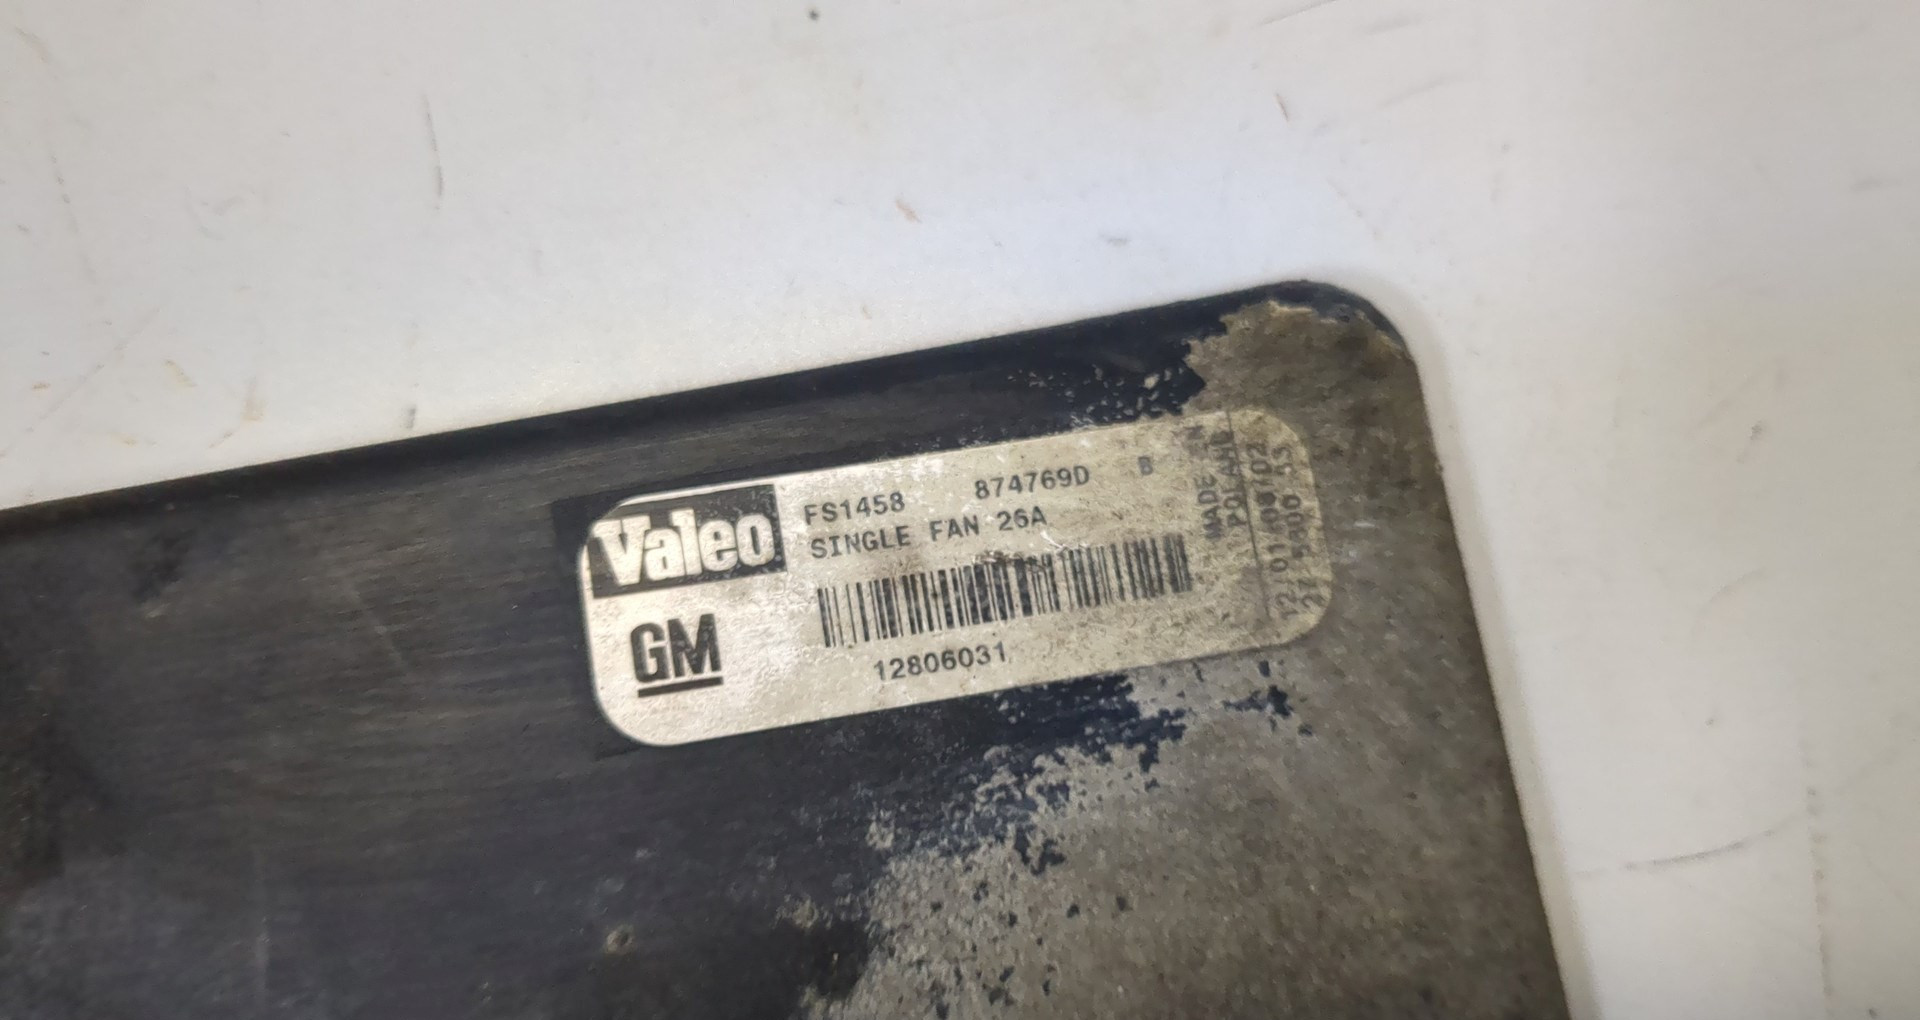 Valeo
FS1458 874769D B
SINGLE FAN 26A
GM
12806031
MADE IN
POLAND